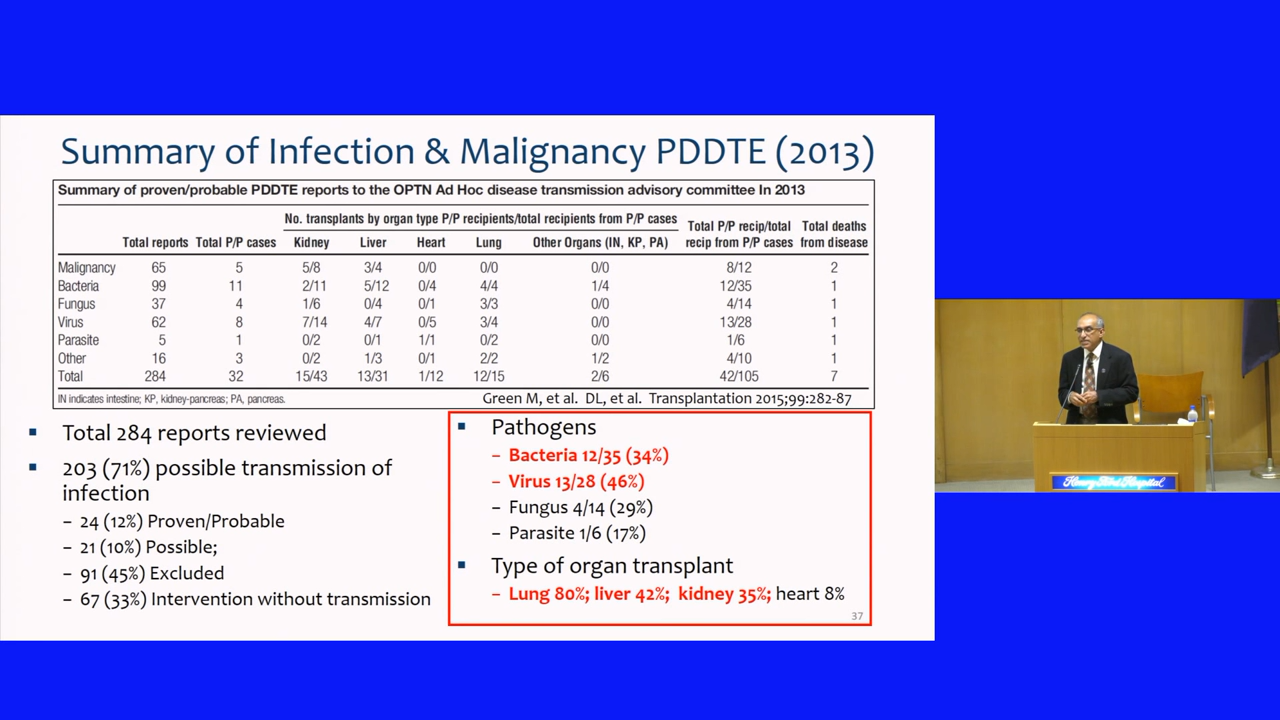 Summary of Infection & Malignancy PDDTE (2013)
Summary of proven/probable PDDTE reports to the OPTN Ad Hoc disease transmission advisory committee In 2013
No. transplants by organ type P/P recipients/total recipients from P/P cases
Total P/P recip/total recip from P/P cases
Total deaths from disease
Total reports Total P/P cases Kidney Liver Heart Lung Other Organs (IN, KP, PA)
Malignancy 65 5 5/8 3/4 0/0 0/0 0/0 8/12 2
Bacteria 99 11 2/11 5/12 0/4 4/4 1/4 12/35 1
Fungus 37 4 1/6 0/4 0/1 3/3 0/0 4/14 1
Virus 62 8 7/14 4/7 0/5 3/4 0/0 13/28 1
Parasite 5 1 0/2 0/1 1/1 0/2 0/0 1/6 1
Other 16 3 0/2 1/3 0/1 2/2 1/2 4/10 1
Total 284 32 15/43 13/31 1/12 12/15 2/6 42/105 7
IN indicates intestine; KP, kidney-pancreas; PA, pancreas.
Green M, et al. DL, et al. Transplantation 2015;99:282-87
▪ Total 284 reports reviewed
▪ 203 (71%) possible transmission of
infection
– 24 (12%) Proven/Probable
– 21 (10%) Possible;
– 91 (45%) Excluded
– 67 (33%) Intervention without transmission
▪ Pathogens
– Bacteria 12/35 (34%)
– Virus 13/28 (46%)
– Fungus 4/14 (29%)
– Parasite 1/6 (17%)
▪ Type of organ transplant
– Lung 80%; liver 42%; kidney 35%; heart 8%
37
Henry Ford Hospital